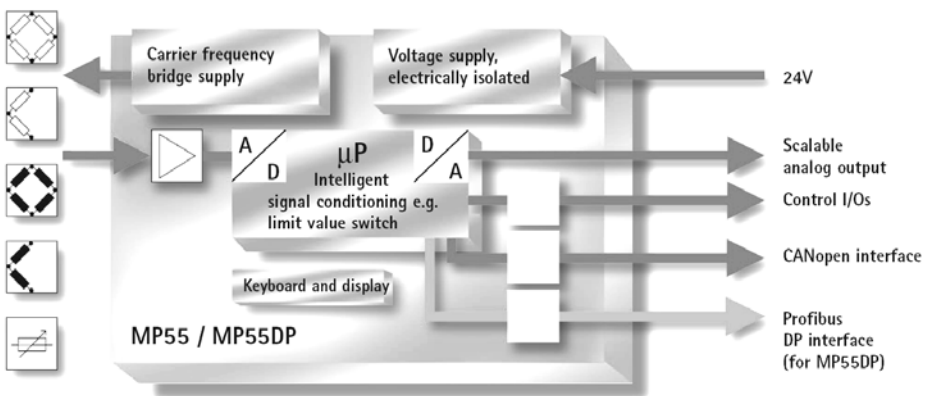 Carrier frequency
bridge supply
Voltage supply,
electrically isolated
24V
A
D
µP
D
A
Intelligent
signal conditioning e.g.
limit value switch
Scalable
analog output
Control I/Os
CANopen interface
Keyboard and display
MP55 / MP55DP
Profibus
DP interface
(for MP55DP)